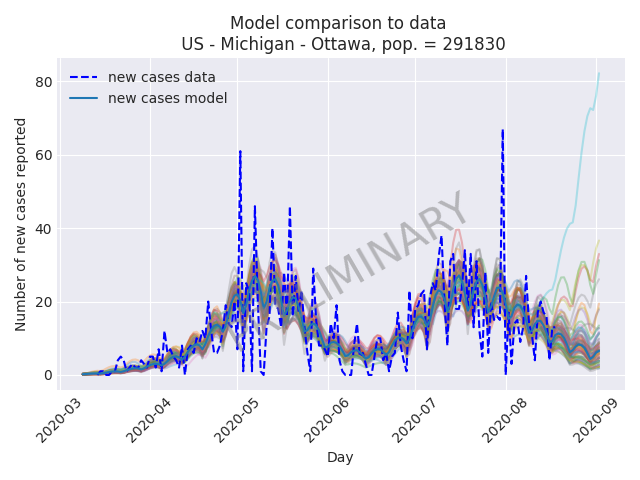 Model comparison to data
US - Michigan - Ottawa, pop. = 291830
new cases data
new cases model
Number of new cases reported
80
60
40
20
0
2020-03
2020-04
2020-05
2020-06
2020-07
2020-08
2020-09
Day